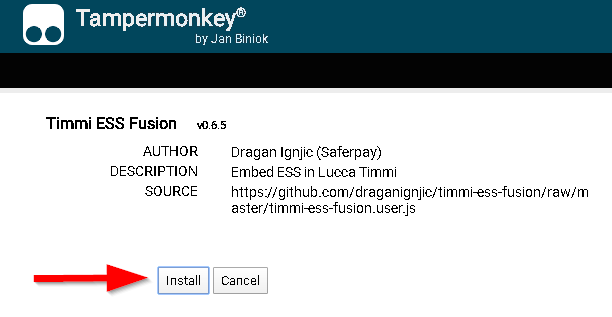 Tampermonkey®
by Jan Biniok
Timmi ESS Fusion v0.6.5
AUTHOR Dragan Ignjic (Saferpay)
DESCRIPTION Embed ESS in Lucca Timmi
SOURCE https://github.com/draganignjic/timmi-ess-fusion/raw/m
aster/timmi-ess-fusion.user.js
Install Cancel